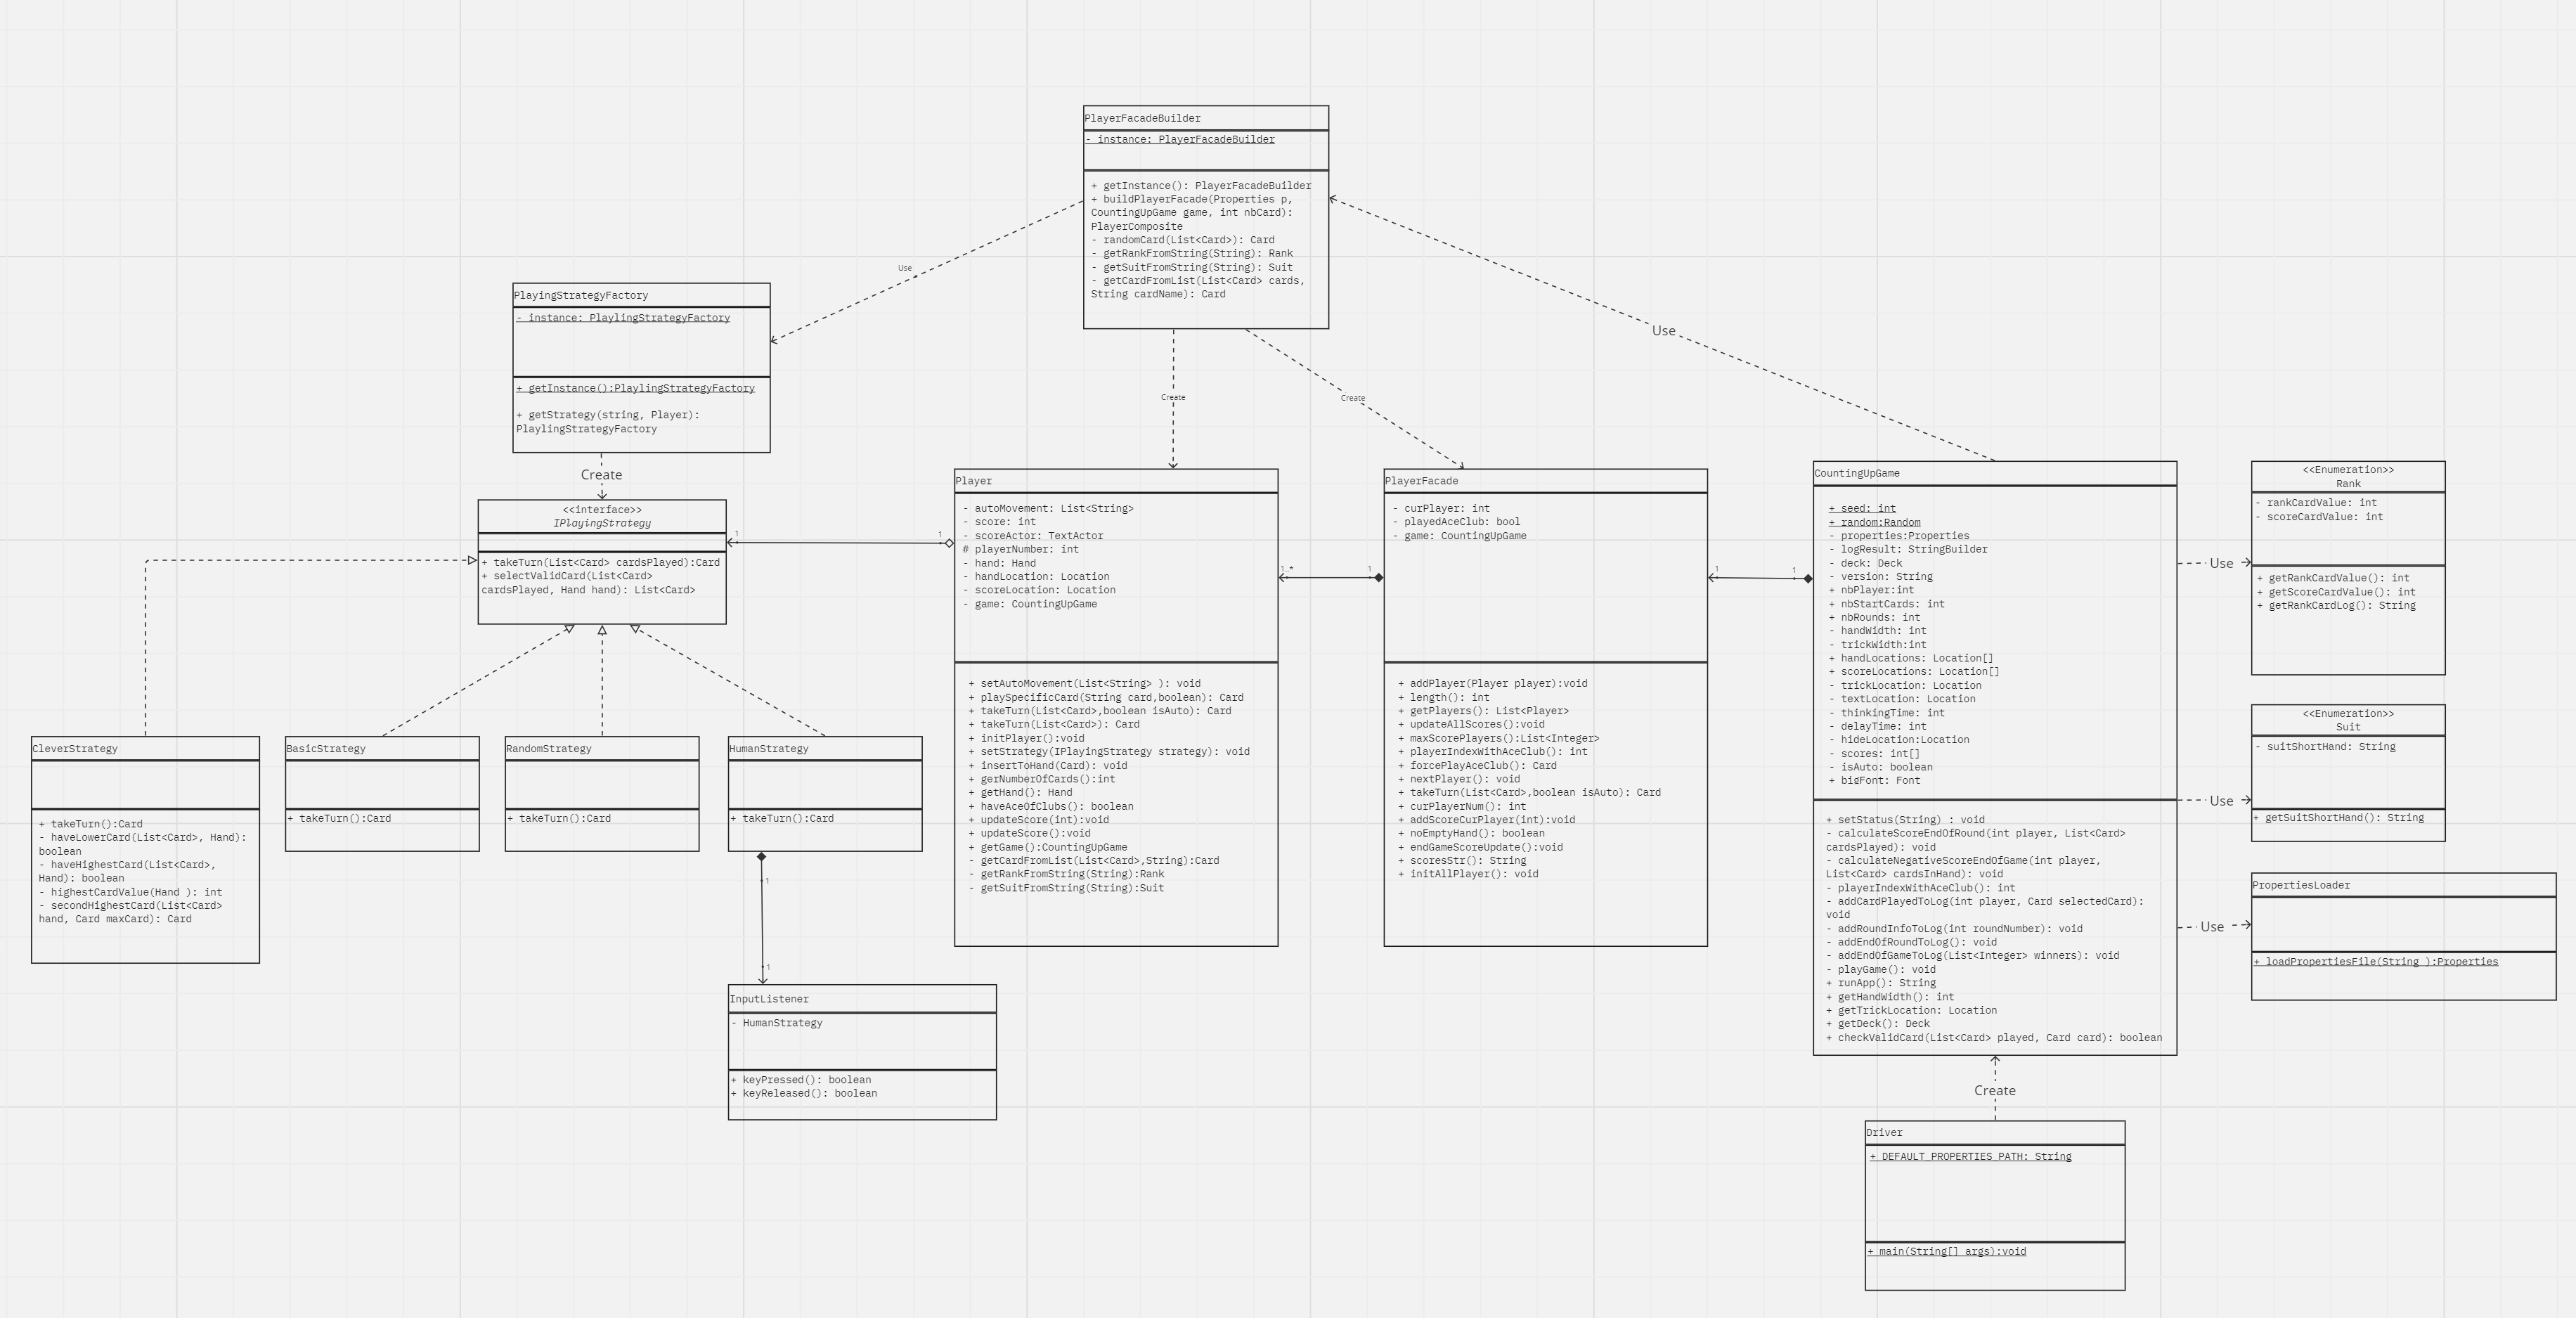 PlayerFacadeBuilder
- instance: PlayerFacadeBuilder
+ getInstance(): PlayerFacadeBuilder
+ buildPlayerFacade(Properties p,
CountingUpGame game, int nbCard):
PlayerComposite
- randomCard(List<Card>): Card
- getRankFromString(String): Rank
- getSuitFromString(String): Suit
- getCardFromList(List<Card> cards,
String cardName): Card
Use
Use
PlayingStrategyFactory
- instance: PlaylingStrategyFactory
+ getInstance():PlaylingStrategyFactory
+ getStrategy(string, Player):
PlaylingStrategyFactory
Create
Create
Create
<<interface>>
IPlayingStrategy
+ takeTurn(List<Card> cardsPlayed):Card
+ selectValidCard(List<Card>
cardsPlayed, Hand hand): List<Card>
1
1
Player
- autoMovement: List<String>
- score: int
- scoreActor: TextActor
# playerNumber: int
- hand: Hand
- handLocation: Location
- scoreLocation: Location
- game: CountingUpGame
+ setAutoMovement(List<String> ): void
+ playSpecificCard(String card,boolean): Card
+ takeTurn(List<Card>,boolean isAuto): Card
+ takeTurn(List<Card>): Card
+ initPlayer():void
+ setStrategy(IPlayingStrategy strategy): void
+ insertToHand(Card): void
+ gerNumberOfCards():int
+ getHand(): Hand
+ haveAceOfClubs(): boolean
+ updateScore(int):void
+ updateScore():void
+ getGame():CountingUpGame
- getCardFromList(List<Card>,String):Card
- getRankFromString(String):Rank
- getSuitFromString(String):Suit
1..*
1
PlayerFacade
- curPlayer: int
- playedAceClub: bool
- game: CountingUpGame
+ addPlayer(Player player):void
+ length(): int
+ getPlayers(): List<Player>
+ updateAllScores():void
+ maxScorePlayers():List<Integer>
+ playerIndexWithAceClub(): int
+ forcePlayAceClub(): Card
+ nextPlayer(): void
+ takeTurn(List<Card>,boolean isAuto): Card
+ curPlayerNum(): int
+ addScoreCurPlayer(int):void
+ noEmptyHand(): boolean
+ endGameScoreUpdate():void
+ scoresStr(): String
+ initAllPlayer(): void
1
1
CountingUpGame
+ seed: int
+ random:Random
- properties:Properties
- logResult: StringBuilder
- deck: Deck
- version: String
+ nbPlayer:int
+ nbStartCards: int
+ nbRounds: int
- handWidth: int
- trickWidth:int
+ handLocations: Location[]
+ scoreLocations: Location[]
- trickLocation: Location
- textLocation: Location
- thinkingTime: int
- delayTime: int
- hideLocation:Location
- scores: int[]
- isAuto: boolean
+ bigFont: Font
+ setStatus(String) : void
- calculateScoreEndOfRound(int player, List<Card>
cardsPlayed): void
- calculateNegativeScoreEndOfGame(int player,
List<Card> cardsInHand): void
- playerIndexWithAceClub(): int
- addCardPlayedToLog(int player, Card selectedCard):
void
- addRoundInfoToLog(int roundNumber): void
- addEndOfRoundToLog(): void
- addEndOfGameToLog(List<Integer> winners): void
- playGame(): void
+ runApp(): String
+ getHandWidth(): int
+ getTrickLocation: Location
+ getDeck(): Deck
+ checkValidCard(List<Card> played, Card card): boolean
Use
Use
Use
<<Enumeration>>
Rank
- rankCardValue: int
- scoreCardValue: int
+ getRankCardValue(): int
+ getScoreCardValue(): int
+ getRankCardLog(): String
<<Enumeration>>
Suit
- suitShortHand: String
+ getSuitShortHand(): String
PropertiesLoader
+ loadPropertiesFile(String ):Properties
CleverStrategy
+ takeTurn():Card
- haveLowerCard(List<Card>, Hand):
boolean
- haveHighestCard(List<Card>,
Hand): boolean
- highestCardValue(Hand ): int
- secondHighestCard(List<Card>
hand, Card maxCard): Card
BasicStrategy
+ takeTurn():Card
RandomStrategy
+ takeTurn():Card
HumanStrategy
+ takeTurn():Card
1
1
InputListener
- HumanStrategy
+ keyPressed(): boolean
+ keyReleased(): boolean
Create
Driver
+ DEFAULT_PROPERTIES_PATH: String
+ main(String[] args):void